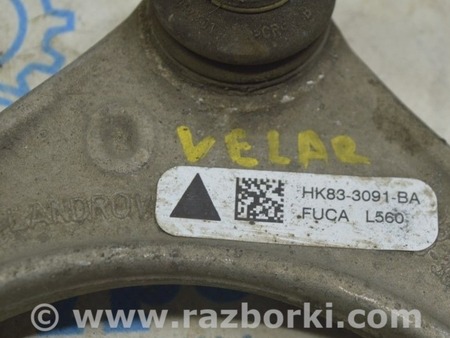 VELAR
LANDROV
HK83-3091-BA
FUCA L560
www.razborki.com